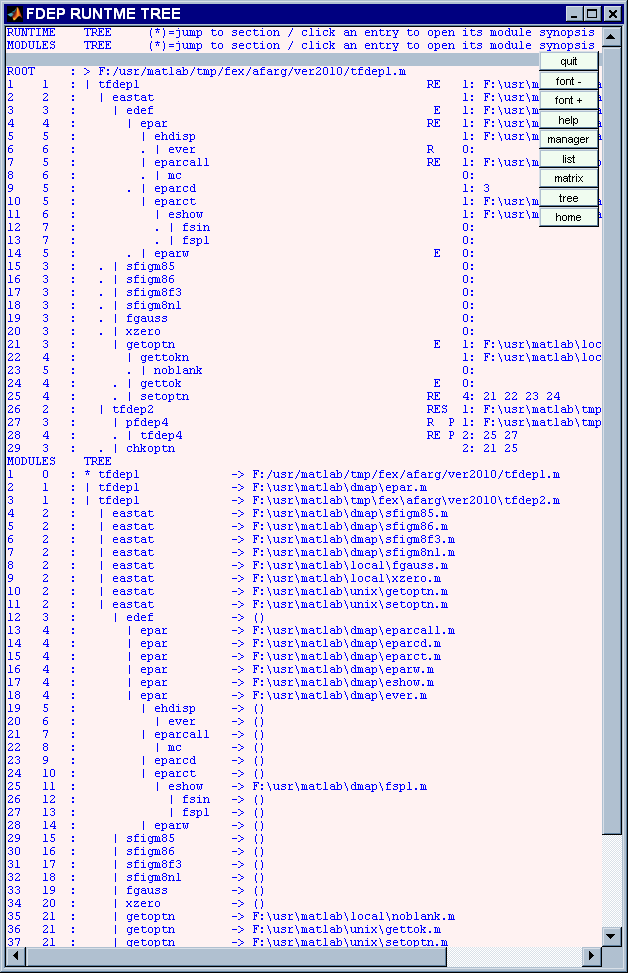 FDEP RUNTME TREE
RUNTIME    TREE     (*)=jump to section / click an entry to open its module synopsis
MODULES    TREE     (*)=jump to section / click an entry to open its module synopsis
quit
font -
font +
help
manager
list
matrix
tree
home
ROOT     : > F:/usr/matlab/tmp/fex/afarg/ver2010/tfdep1.m
1    1   : | tfdep1    RE   1: F:\usr\m
2    2   :   | eastat    1: F:\usr\m
3    3   :     | edef    E   1: F:\usr\m
4    4   :       | epar    RE   1: F:\usr\m
5    5   :         | ehdisp    1: F:\usr\m
6    6   :         . | ever    R    0:
7    5   :         | eparcall    RE   1: F:\usr\m
8    6   :         . | mc    0:
9    5   :       . | eparcd    1: 3
10   5   :         | eparct    1: F:\usr\m
11   6   :           | eshow    1: F:\usr\m
12   7   :           . | fsin    0:
13   7   :           . | fspl    0:
14   5   :       . | eparw    E   0:
15   3   :   . | sfigm85    0:
16   3   :   . | sfigm86    0:
17   3   :   . | sfigm8f3    0:
18   3   :   . | sfigm8nl    0:
19   3   :   . | fgauss    0:
20   3   :   . | xzero    0:
21   3   :     | getoptn    E   1: F:\usr\matlab\loc
22   4   :       | gettokn    1: F:\usr\matlab\loc
23   5   :       . | noblank    0:
24   4   :     . | gettok    E   0:
25   4   :     . | setoptn    RE   4: 21 22 23 24
26   2   :   | tfdep2    RES  1: F:\usr\matlab\tmp
27   3   :     | pfdep4    R  P 1: F:\usr\matlab\tmp
28   4   :     . | tfdep4    RE P 2: 25 27
29   3   :   . | chkoptn    2: 21 25
MODULES    TREE
1    0   : * tfdep1    -> F:/usr/matlab/tmp/fex/afarg/ver2010/tfdep1.m
2    1   : | tfdep1    -> F:\usr\matlab\dmap\epar.m
3    1   : | tfdep1    -> F:\usr\matlab\tmp\fex\afarg\ver2010\tfdep2.m
4    2   :   | eastat    -> F:\usr\matlab\dmap\sfigm85.m
5    2   :   | eastat    -> F:\usr\matlab\dmap\sfigm86.m
6    2   :   | eastat    -> F:\usr\matlab\dmap\sfigm8f3.m
7    2   :   | eastat    -> F:\usr\matlab\dmap\sfigm8nl.m
8    2   :   | eastat    -> F:\usr\matlab\local\fgauss.m
9    2   :   | eastat    -> F:\usr\matlab\local\xzero.m
10   2   :   | eastat    -> F:\usr\matlab\unix\getoptn.m
11   2   :   | eastat    -> F:\usr\matlab\unix\setoptn.m
12   3   :     | edef    -> ()
13   4   :       | epar    -> F:\usr\matlab\dmap\eparcall.m
14   4   :       | epar    -> F:\usr\matlab\dmap\eparcd.m
15   4   :       | epar    -> F:\usr\matlab\dmap\eparct.m
16   4   :       | epar    -> F:\usr\matlab\dmap\eparw.m
17   4   :       | epar    -> F:\usr\matlab\dmap\eshow.m
18   4   :       | epar    -> F:\usr\matlab\dmap\ever.m
19   5   :         | ehdisp    -> ()
20   6   :           | ever    -> ()
21   7   :         | eparcall    -> ()
22   8   :           | mc    -> ()
23   9   :         | eparcd    -> ()
24   10  :         | eparct    -> ()
25   11  :           | eshow    -> F:\usr\matlab\dmap\fspl.m
26   12  :             | fsin    -> ()
27   13  :             | fspl    -> ()
28   14  :         | eparw    -> ()
29   15  :     | sfigm85    -> ()
30   16  :     | sfigm86    -> ()
31   17  :     | sfigm8f3    -> ()
32   18  :     | sfigm8nl    -> ()
33   19  :     | fgauss    -> ()
34   20  :     | xzero    -> ()
35   21  :     | getoptn    -> F:\usr\matlab\local\noblank.m
36   21  :     | getoptn    -> F:\usr\matlab\unix\gettok.m
37   21  :     | getoptn    -> F:\usr\matlab\unix\setoptn.m